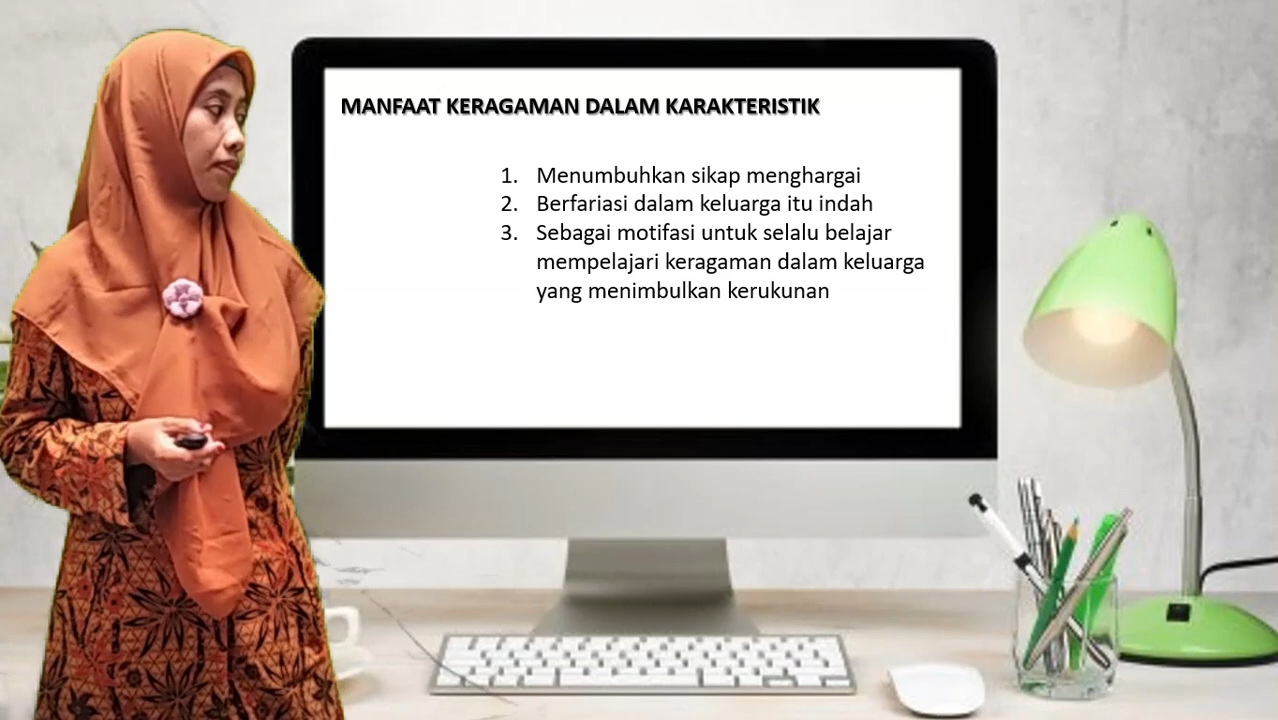 MANFAAT KERAGAMAN DALAM KARAKTERISTIK
1. Menumbuhkan sikap menghargai
2. Berfariasi dalam keluarga itu indah
3. Sebagai motifasi untuk selalu belajar
mempelajari keragaman dalam keluarga
yang menimbulkan kerukunan